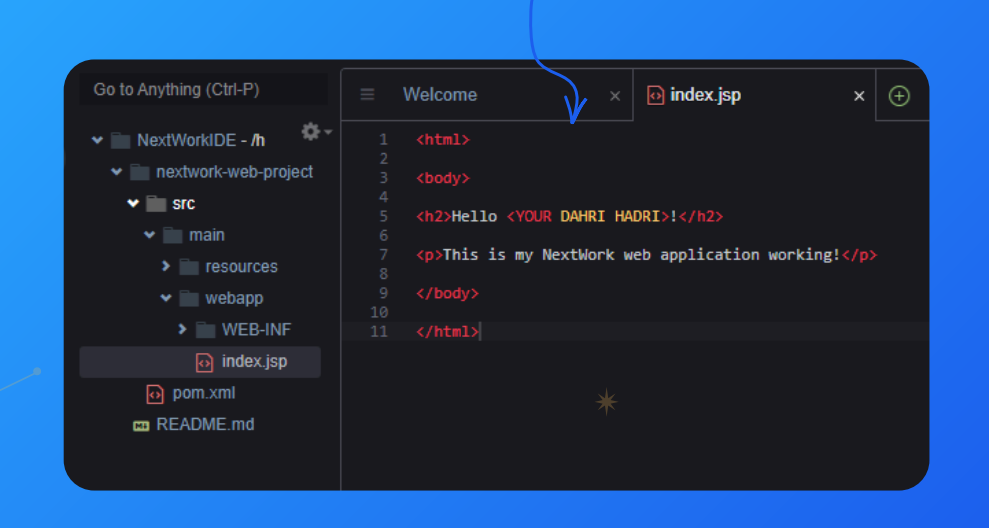 Go to Anything (Ctrl-P)
NextWorkIDE - /h
nextwork-web-project
src
main
resources
webapp
WEB-INF
index.jsp
pom.xml
M↓ README.md
Welcome × index.jsp ×
1 <html>
2
3 <body>
4
5 <h2>Hello <YOUR DAHRI HADRI>!</h2>
6
7 <p>This is my NextWork web application working!</p>
8
9 </body>
10
11 </html>